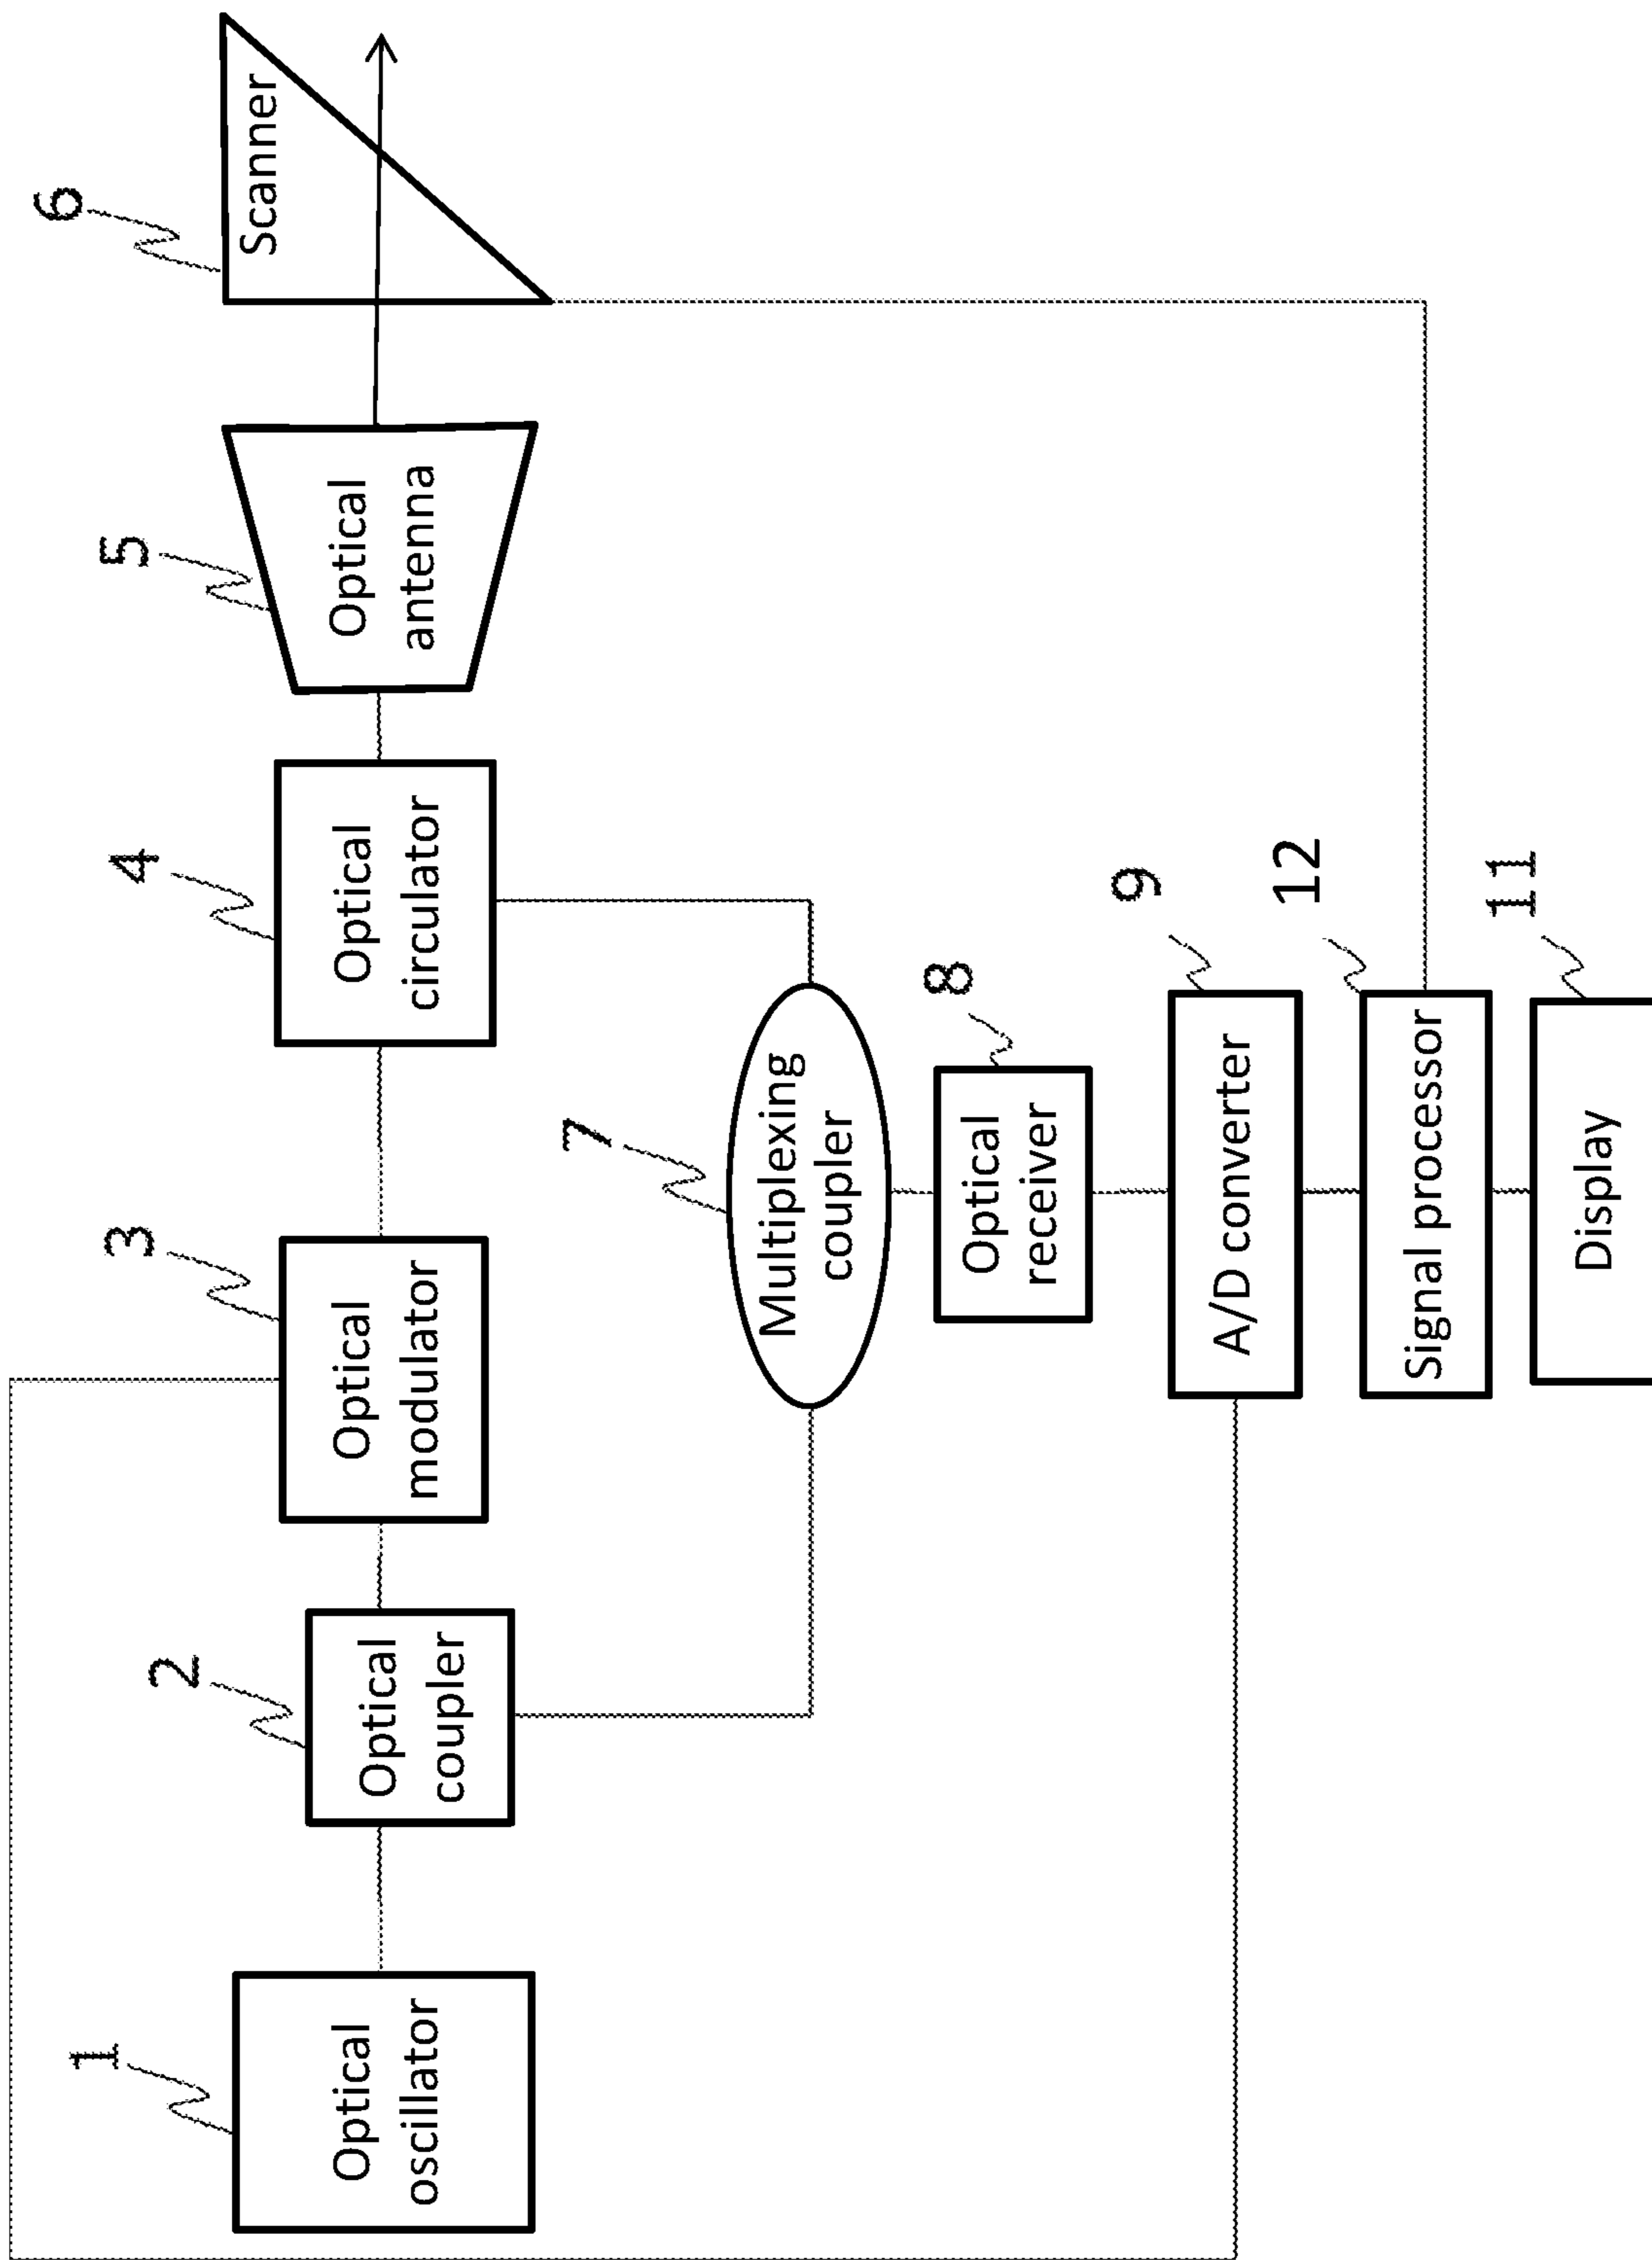 1
Optical
oscillator
2
Optical
coupler
3
Optical
modulator
4
Optical
circulator
5
Optical
antenna
6
Scanner
7
Multiplexing
coupler
8
Optical
receiver
9
A/D converter
12
Signal processor
11
Display